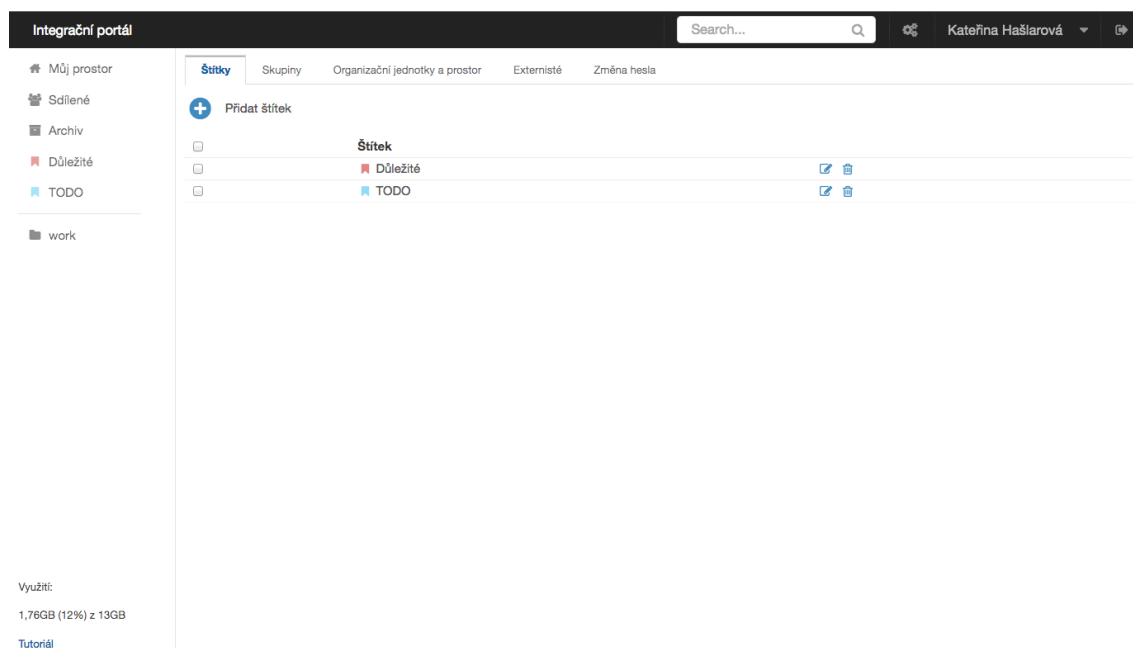 Integrační portál Search... Kateřina Hašlarová
Můj prostor
Sdílené
Archiv
Důležité
TODO
work
Štítky Skupiny Organizační jednotky a prostor Externisté Změna hesla
Přidat štítek
Štítek
Důležité
TODO
Využití:
1,76GB (12%) z 13GB
Tutoriál